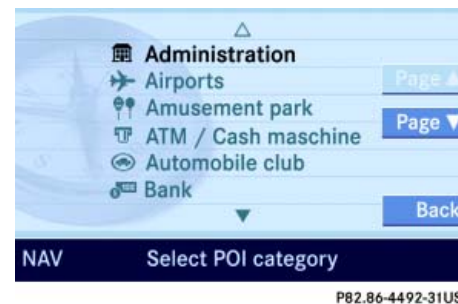 Administration
Airports
Page
Amusement park
Page
ATM / Cash maschine
Automobile club
Bank
Back
NAV Select POI category
P82.86-4492-31US